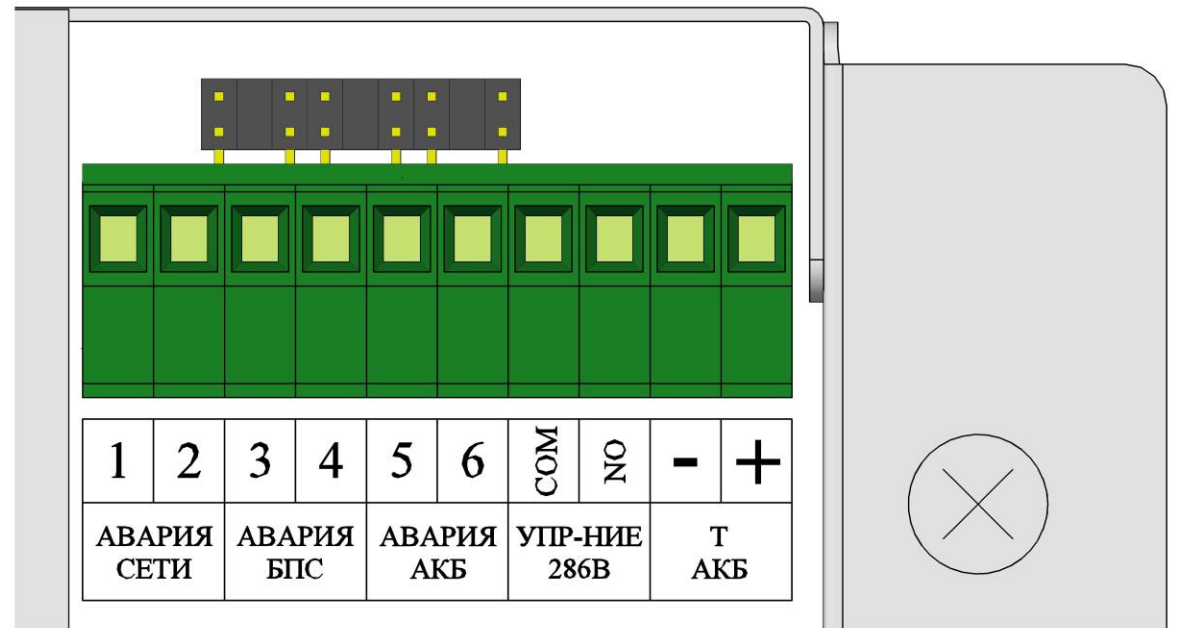 1 2 3 4 5 6 COM NO - +
АВАРИЯ СЕТИ
АВАРИЯ БПС
АВАРИЯ АКБ
УПР-НИЕ 286В
Т АКБ